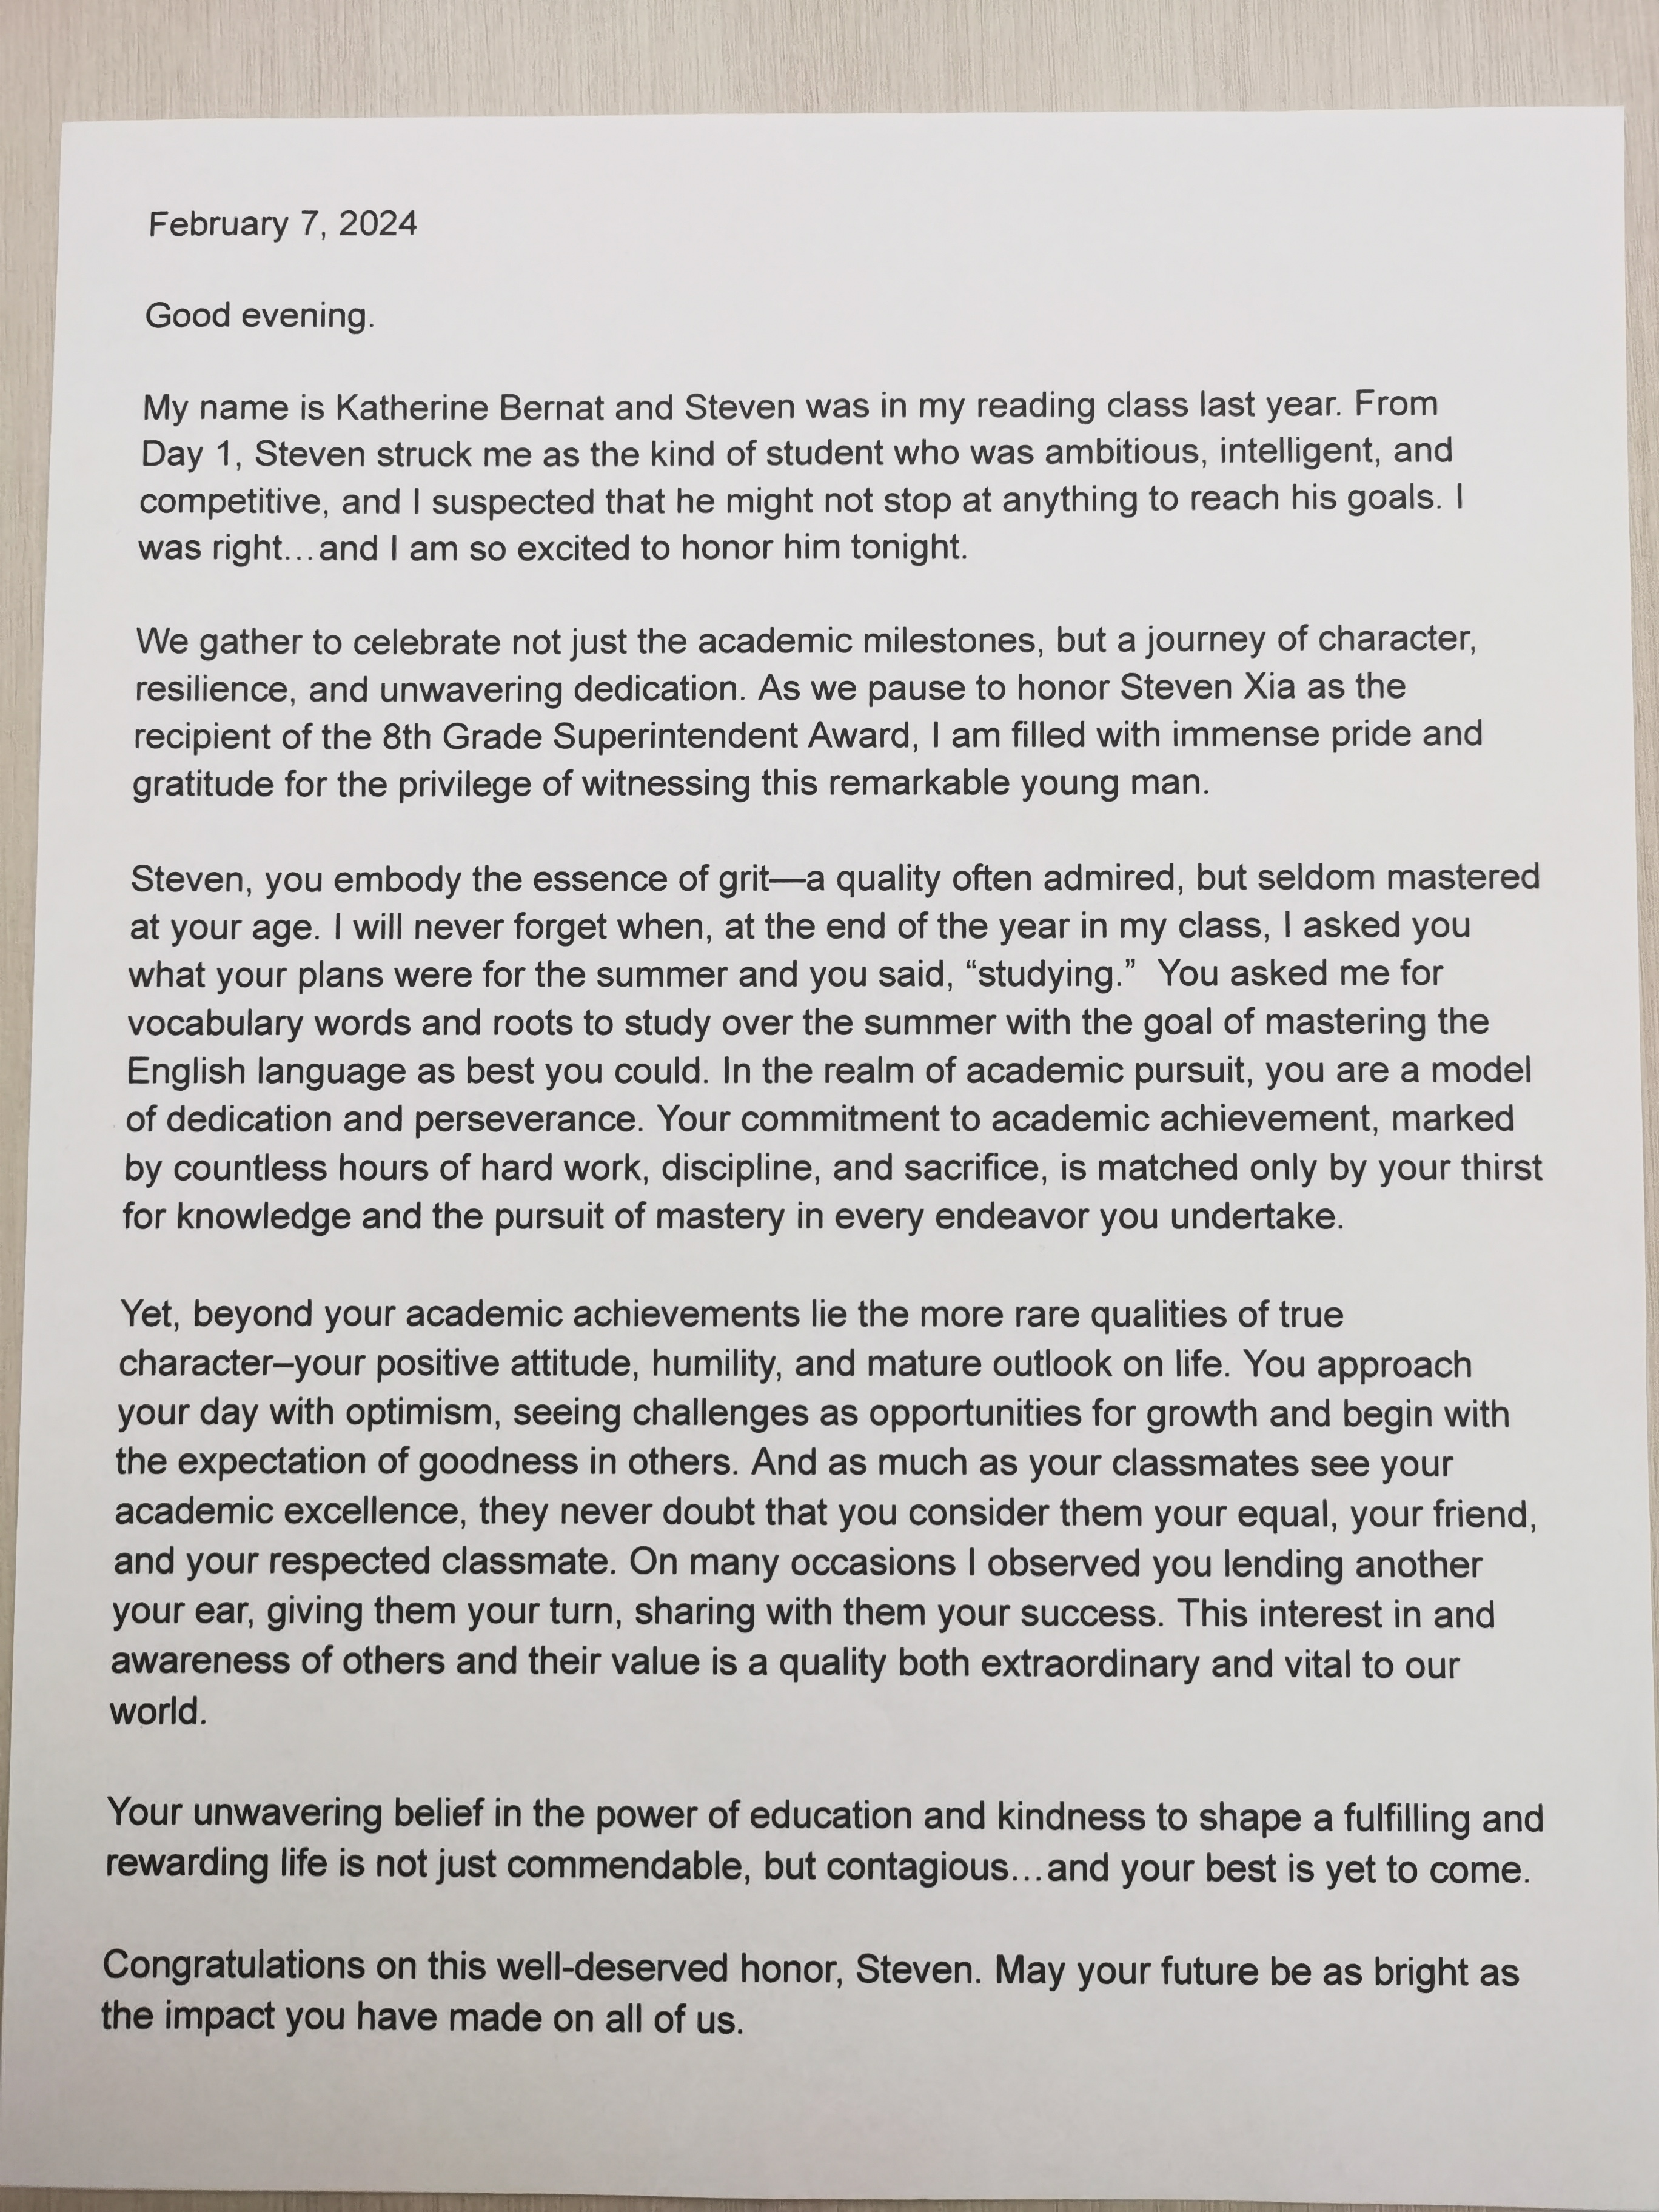 February 7, 2024
Good evening.
My name is Katherine Bernat and Steven was in my reading class last year. From
Day 1, Steven struck me as the kind of student who was ambitious, intelligent, and
competitive, and I suspected that he might not stop at anything to reach his goals. I
was right…and I am so excited to honor him tonight.
We gather to celebrate not just the academic milestones, but a journey of character,
resilience, and unwavering dedication. As we pause to honor Steven Xia as the
recipient of the 8th Grade Superintendent Award, I am filled with immense pride and
gratitude for the privilege of witnessing this remarkable young man.
Steven, you embody the essence of grit—a quality often admired, but seldom mastered
at your age. I will never forget when, at the end of the year in my class, I asked you
what your plans were for the summer and you said, “studying.”  You asked me for
vocabulary words and roots to study over the summer with the goal of mastering the
English language as best you could. In the realm of academic pursuit, you are a model
of dedication and perseverance. Your commitment to academic achievement, marked
by countless hours of hard work, discipline, and sacrifice, is matched only by your thirst
for knowledge and the pursuit of mastery in every endeavor you undertake.
Yet, beyond your academic achievements lie the more rare qualities of true
character–your positive attitude, humility, and mature outlook on life. You approach
your day with optimism, seeing challenges as opportunities for growth and begin with
the expectation of goodness in others. And as much as your classmates see your
academic excellence, they never doubt that you consider them your equal, your friend,
and your respected classmate. On many occasions I observed you lending another
your ear, giving them your turn, sharing with them your success. This interest in and
awareness of others and their value is a quality both extraordinary and vital to our
world.
Your unwavering belief in the power of education and kindness to shape a fulfilling and
rewarding life is not just commendable, but contagious…and your best is yet to come.
Congratulations on this well-deserved honor, Steven. May your future be as bright as
the impact you have made on all of us.